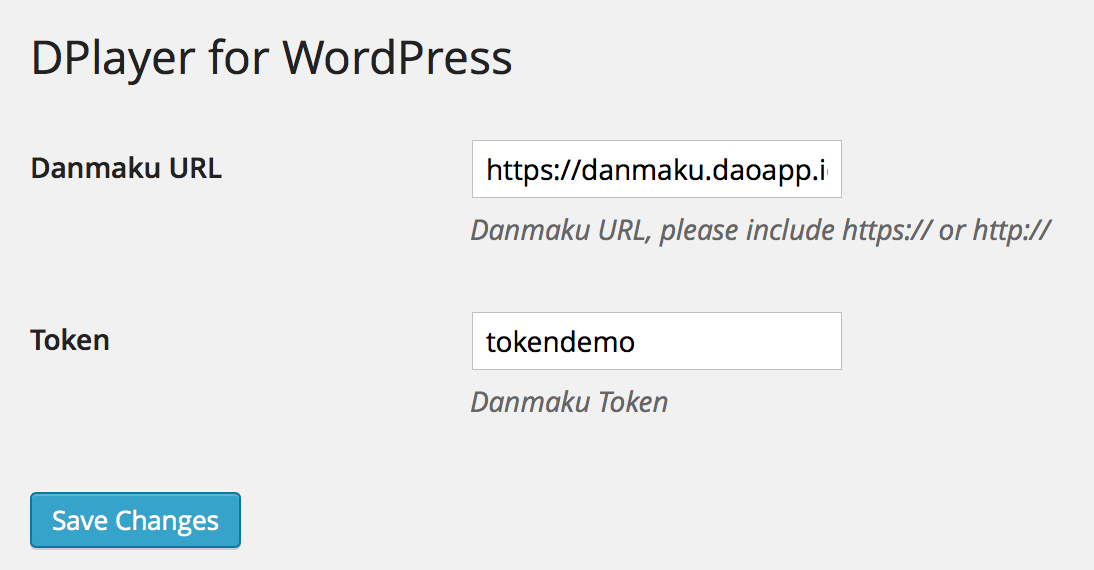 DPlayer for WordPress
Danmaku URL
https://danmaku.daoapp.i
Danmaku URL, please include https:// or http://
Token
tokendemo
Danmaku Token
Save Changes